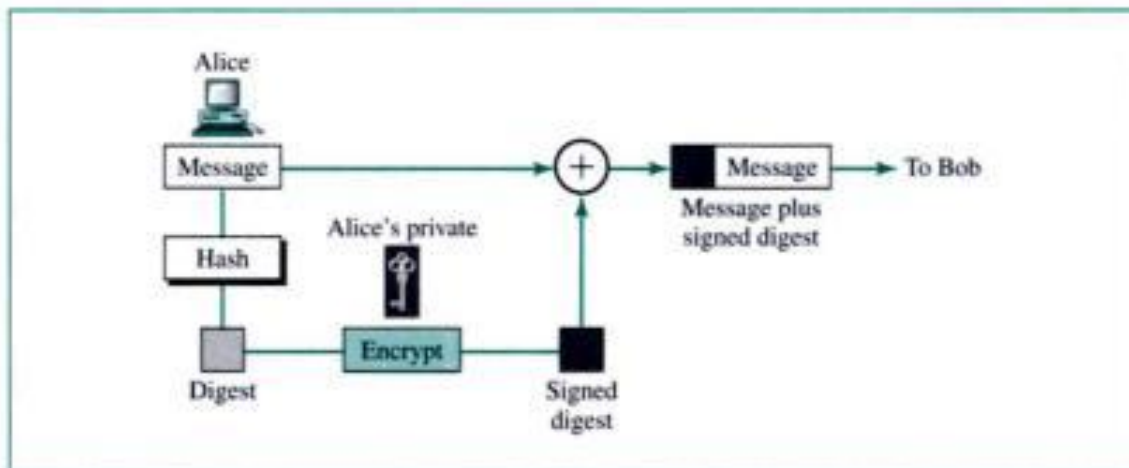 Alice
Message
Message
To Bob
Message plus
signed digest
Alice's private
Hash
Encrypt
Digest
Signed
digest